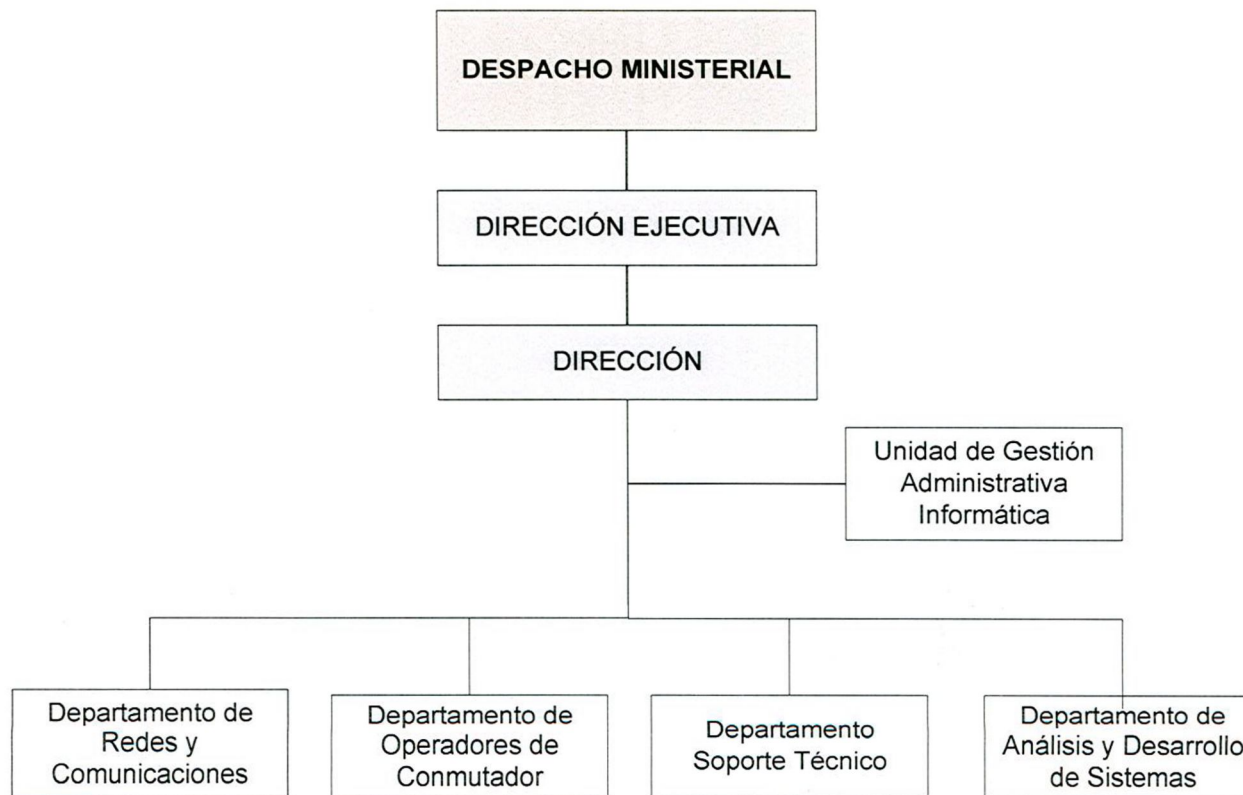 DESPACHO MINISTERIAL
DIRECCIÓN EJECUTIVA
DIRECCIÓN
Unidad de Gestión
Administrativa
Informática
Departamento de
Redes y
Comunicaciones
Departamento de
Operadores de
Conmutador
Departamento
Soporte Técnico
Departamento de
Análisis y Desarrollo
de Sistemas